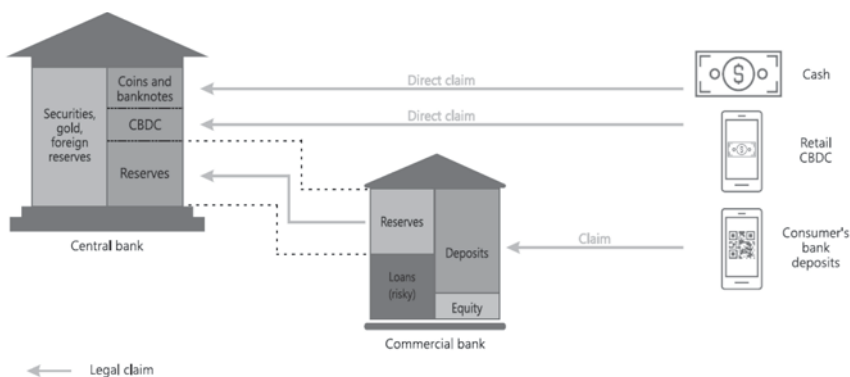 Coins and
banknotes
Direct claim
Cash
Securities,
gold,
foreign
reserves
CBDC
Direct claim
Retail
CBDC
Reserves
Central bank
Reserves
Deposits
Claim
Consumer's
bank
deposits
Loans
(risky)
Equity
Commercial bank
Legal claim